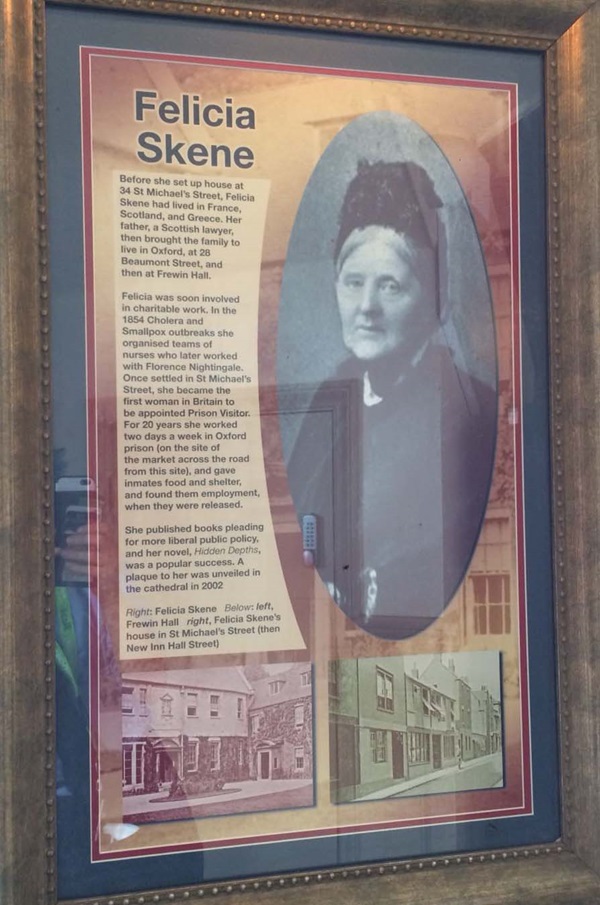 Felicia
Skene
Before she set up house at
34 St Michael's Street, Felicia
Skene had lived in France,
Scotland, and Greece. Her
father, a Scottish lawyer,
then brought the family to
live in Oxford, at 28
Beaumont Street, and
then at Frewin Hall.
Felicia was soon involved
in charitable work. In the
1854 Cholera and
Smallpox outbreaks she
organised teams of
nurses who later worked
with Florence Nightingale.
Once settled in St Michael's
Street, she became the
first woman in Britain to
be appointed Prison Visitor.
For 20 years she worked
two days a week in Oxford
prison (on the site of
the market across the road
from this site), and gave
inmates food and shelter,
and found them employment,
when they were released.
She published books pleading
for more liberal public policy,
and her novel, Hidden Depths,
was a popular success. A
plaque to her was unveiled in
the cathedral in 2002
Right: Felicia Skene Below: left,
Frewin Hall right, Felicia Skene's
house in St Michael's Street (then
New Inn Hall Street)